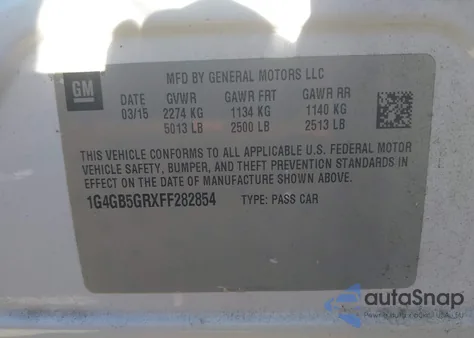 GM
MFD BY GENERAL MOTORS LLC
DATE GVWR GAWR FRT GAWR RR
03/15 2274 KG 1134 KG 1140 KG
5013 LB 2500 LB 2513 LB
THIS VEHICLE CONFORMS TO ALL APPLICABLE U.S. FEDERAL MOTOR
VEHICLE SAFETY, BUMPER, AND THEFT PREVENTION STANDARDS IN
EFFECT ON THE DATE OF MANUFACTURE SHOWN ABOVE.
1G4GB5GRXFF282854 TYPE: PASS CAR
autoSnap